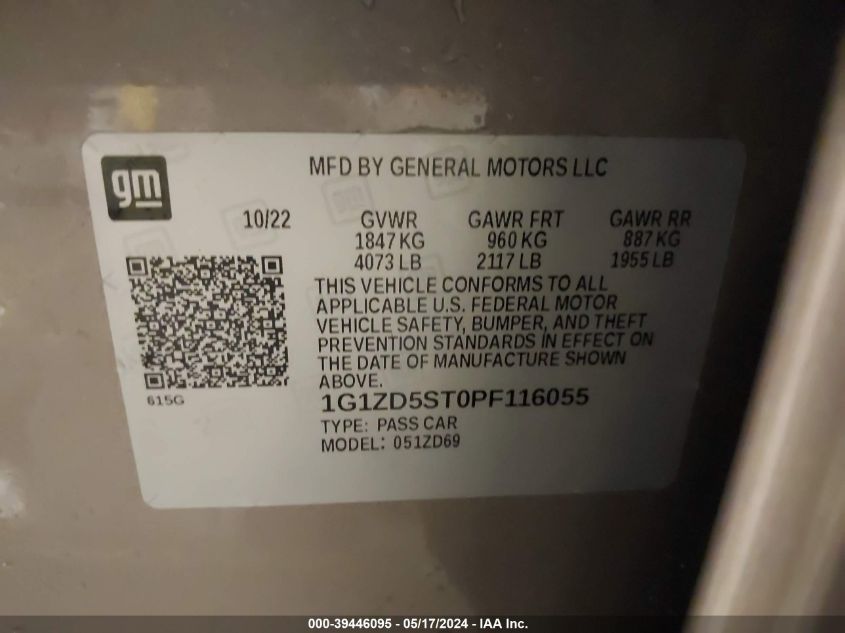 gm
MFD BY GENERAL MOTORS LLC
10/22 GVWR GAWR FRT GAWR RR
1847 KG 960 KG 887 KG
4073 LB 2117 LB 1955 LB
THIS VEHICLE CONFORMS TO ALL
APPLICABLE U.S. FEDERAL MOTOR
VEHICLE SAFETY, BUMPER, AND THEFT
PREVENTION STANDARDS IN EFFECT ON
THE DATE OF MANUFACTURE SHOWN
ABOVE.
615G
1G1ZD5ST0PF116055
TYPE: PASS CAR
MODEL: 051ZD69
000-39446095 - 05/17/2024 - IAA Inc.